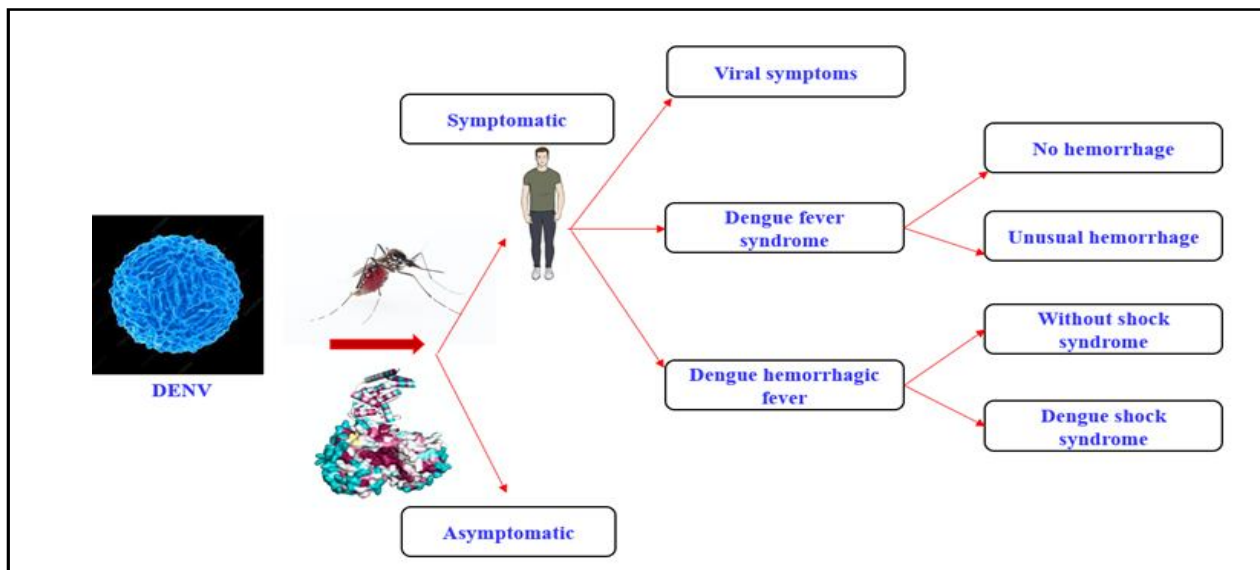 Viral symptoms
Symptomatic
No hemorrhage
Dengue fever
syndrome
Unusual hemorrhage
Without shock
syndrome
DENV
Dengue hemorrhagic
fever
Dengue shock
syndrome
Asymptomatic